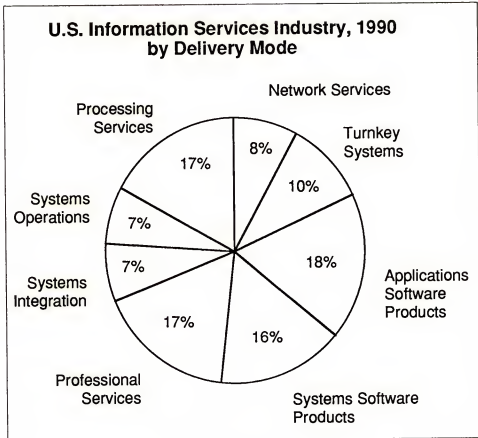 U.S. Information Services Industry, 1990
by Delivery Mode
Network Services
8%
Turnkey
Systems
10%
Applications
Software
Products
18%
Systems Software
Products
16%
Professional
Services
17%
Systems
Integration
7%
Systems
Operations
7%
Processing
Services
17%